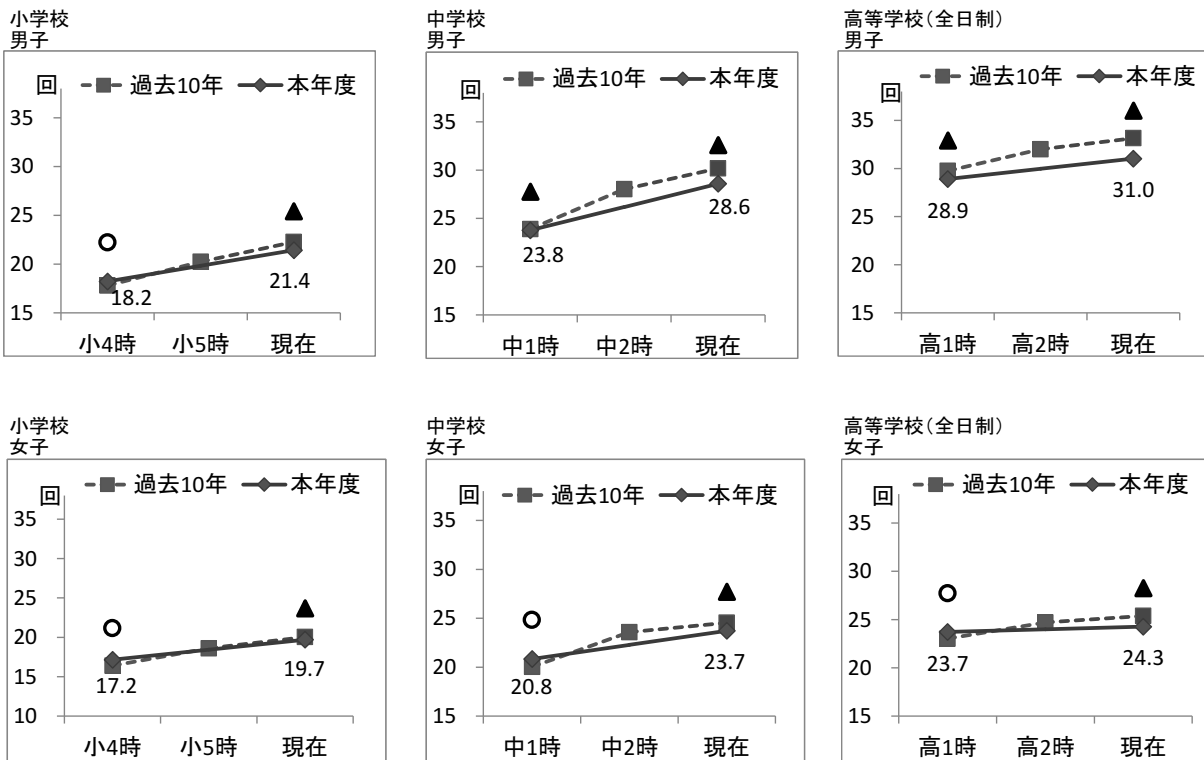 小学校
男子
回 過去10年 本年度
35
30
25
20
15
18.2
21.4
小4時 小5時 現在
中学校
男子
回 過去10年 本年度
35
30
25
20
15
23.8
28.6
中1時 中2時 現在
高等学校(全日制)
男子
回 過去10年 本年度
35
30
25
20
15
28.9
31.0
高1時 高2時 現在
小学校
女子
回 過去10年 本年度
35
30
25
20
15
10
17.2
19.7
小4時 小5時 現在
中学校
女子
回 過去10年 本年度
35
30
25
20
15
20.8
23.7
中1時 中2時 現在
高等学校(全日制)
女子
回 過去10年 本年度
35
30
25
20
15
23.7
24.3
高1時 高2時 現在